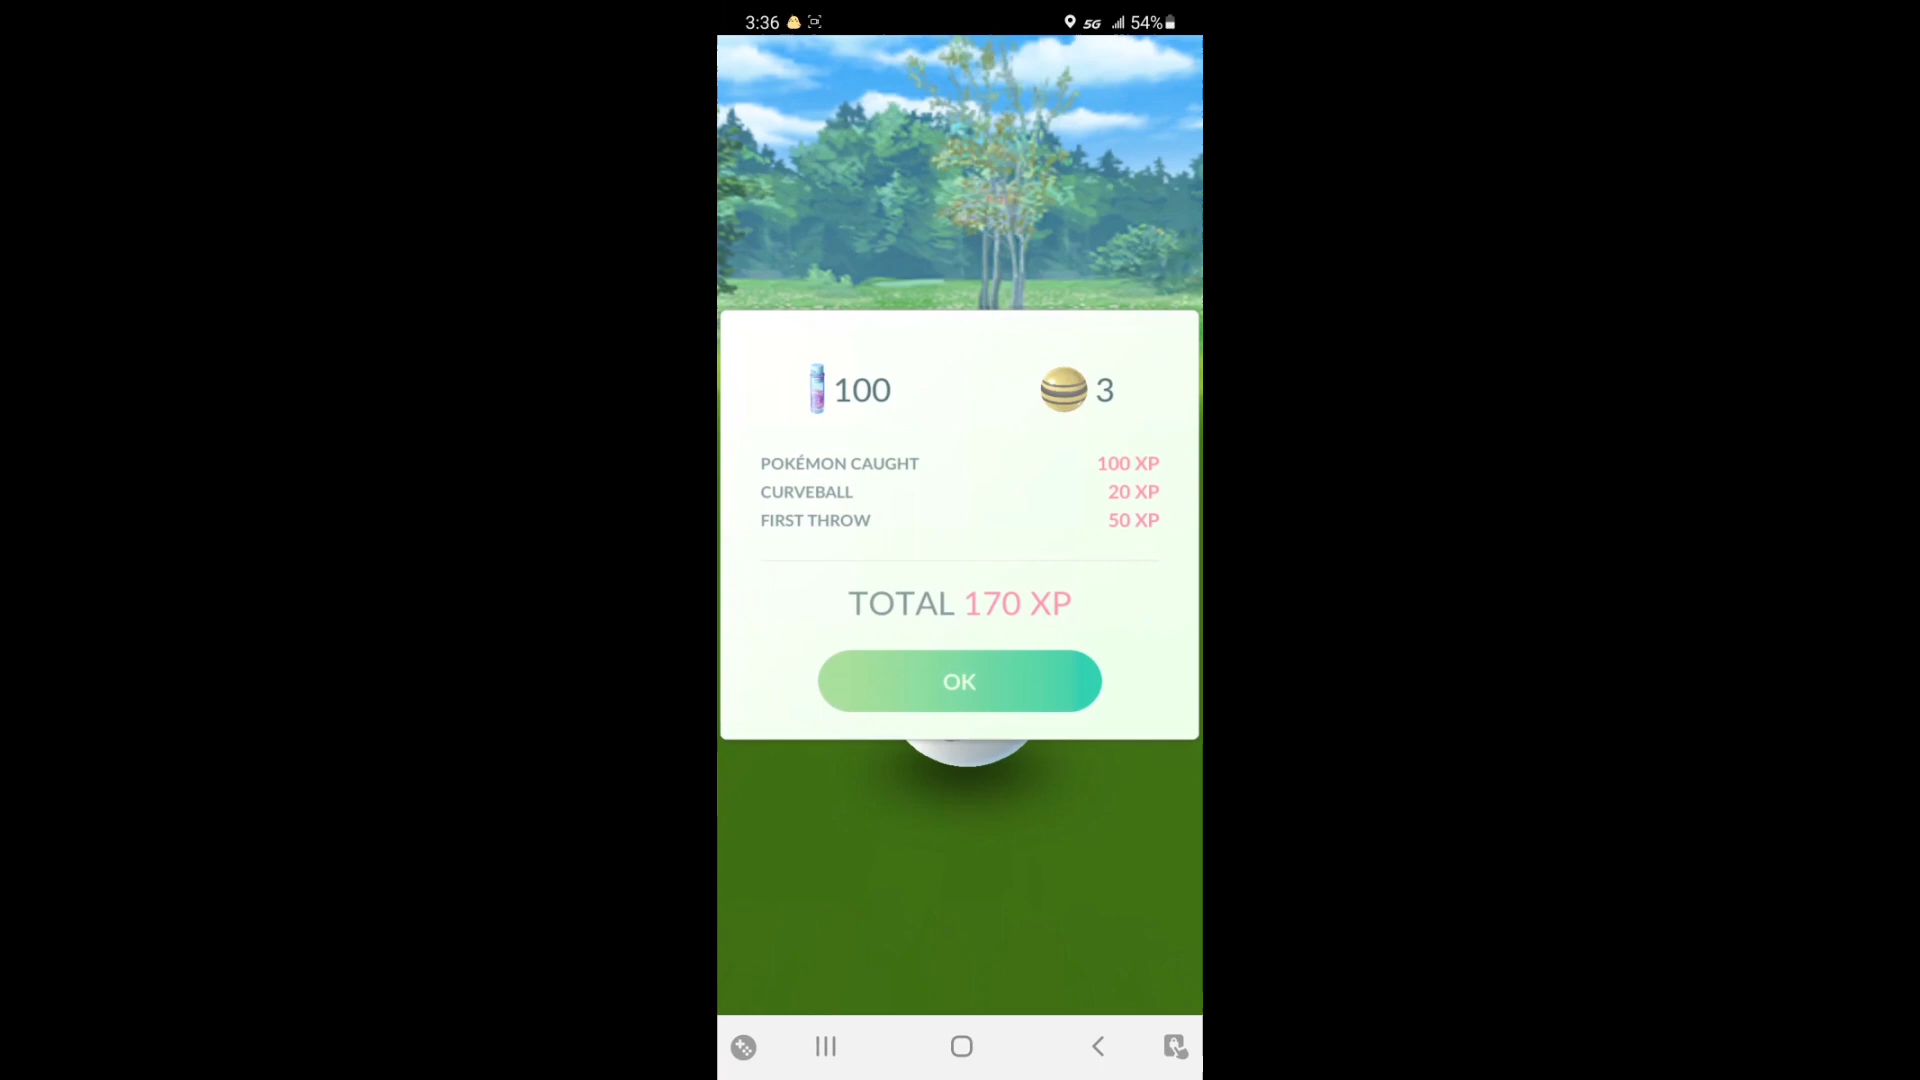 3:36 5G 54%
100 3
POKÉMON CAUGHT 100 XP
CURVEBALL 20 XP
FIRST THROW 50 XP
TOTAL 170 XP
OK